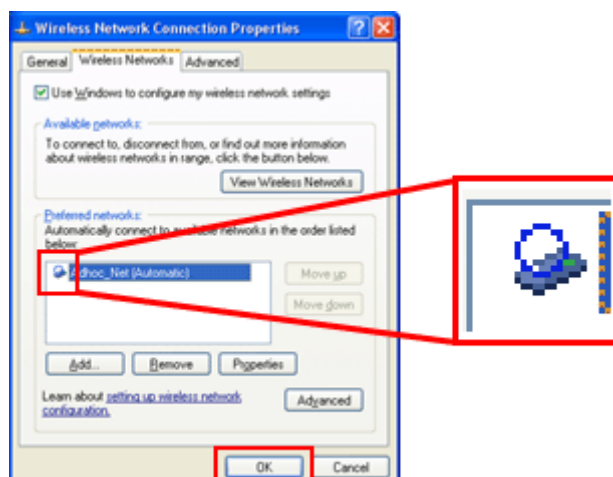 Wireless Network Connection Properties
General Wireless Networks Advanced
Use Windows to configure my wireless network settings
Available networks:
To connect to, disconnect from, or find out more information
about wireless networks in range, click the button below.
View Wireless Networks
Preferred networks:
Automatically connect to available networks in the order listed
below:
Adhoc_Net (Automatic)
Move up
Move down
Add... Remove Properties
Learn about setting up wireless network
configuration.
Advanced
OK Cancel